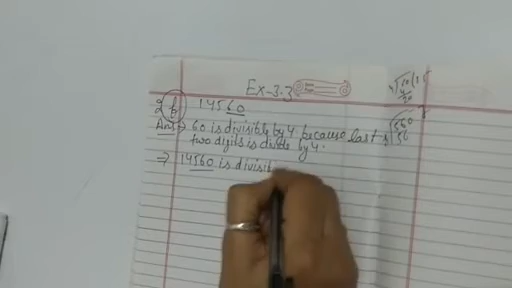 Ex-3.3
2 f 14560
Ans→ 60 is divisible by 4 because last
two digits is divide by 4.
⇒ 14560 is divisib